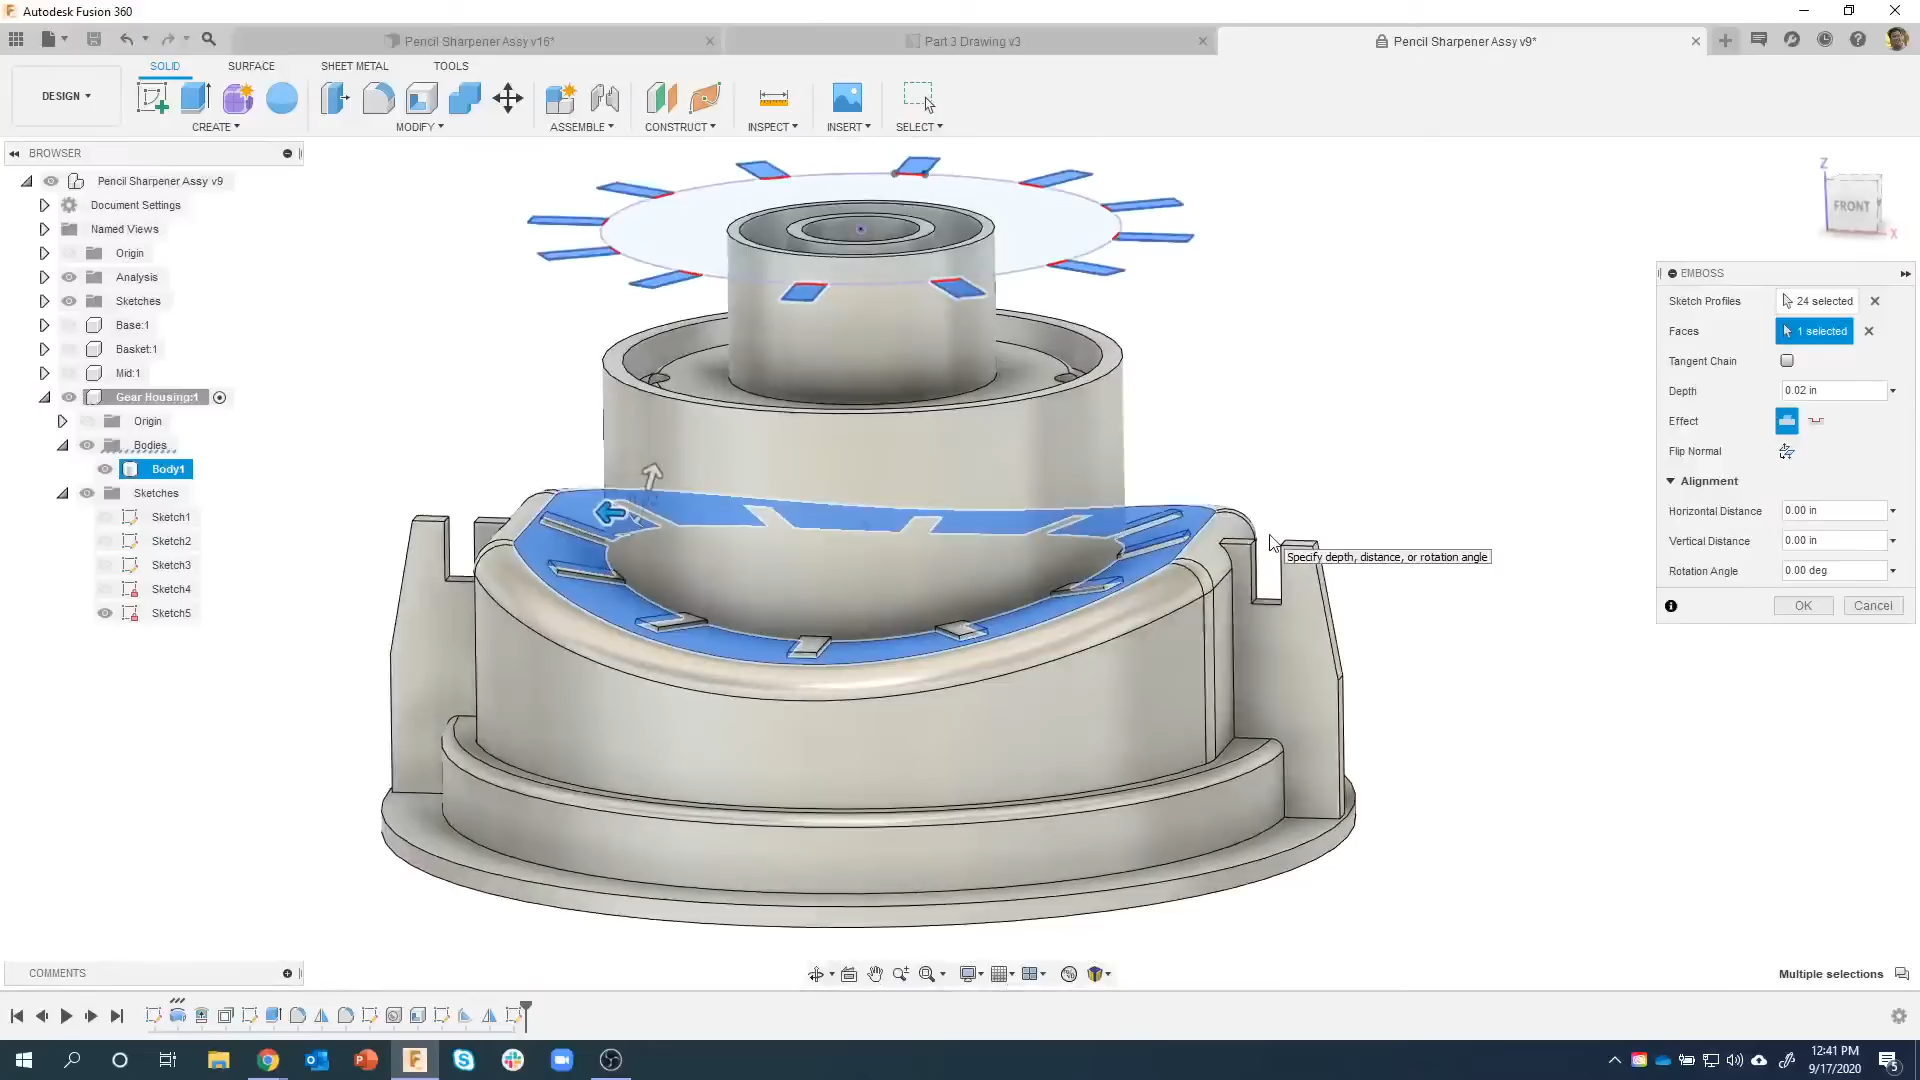 Autodesk Fusion 360
Pencil Sharpener Assy v16*
Part 3 Drawing v3
Pencil Sharpener Assy v9*
DESIGN
SOLID
SURFACE
SHEET METAL
TOOLS
CREATE
MODIFY
ASSEMBLE
CONSTRUCT
INSPECT
INSERT
SELECT
BROWSER
Pencil Sharpener Assy v9
Document Settings
Named Views
Origin
Analysis
Sketches
Base:1
Basket:1
Mid:1
Gear Housing:1
Origin
Bodies
Body1
Sketches
Sketch1
Sketch2
Sketch3
Sketch4
Sketch5
Z
FRONT
X
EMBOSS
Sketch Profiles
24 selected
Faces
1 selected
Tangent Chain
Depth
0.02 in
Effect
Flip Normal
Alignment
Horizontal Distance
0.00 in
Vertical Distance
0.00 in
Rotation Angle
0.00 deg
OK
Cancel
Specify depth, distance, or rotation angle
COMMENTS
Multiple selections
12:41 PM
9/17/2020
5